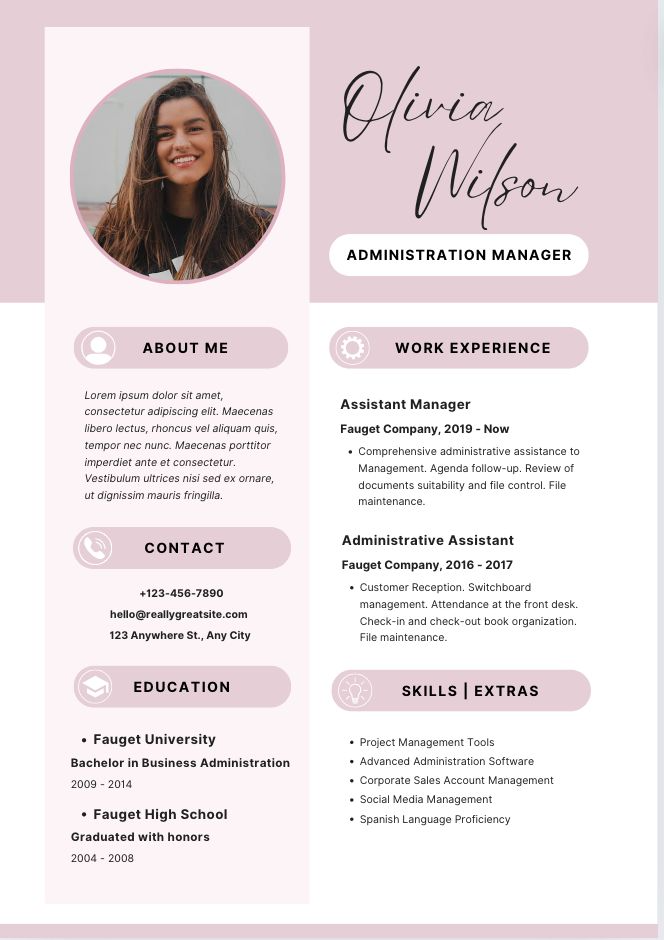 Olivia
Wilson
ADMINISTRATION MANAGER
ABOUT ME
Lorem ipsum dolor sit amet,
consectetur adipiscing elit. Maecenas
libero lectus, rhoncus vel aliquam quis,
tempor nec nunc. Maecenas porttitor
imperdiet ante et consectetur.
Vestibulum ultrices nisi sed ex ornare,
ut dignissim mauris fringilla.
CONTACT
+123-456-7890
hello@reallygreatsite.com
123 Anywhere St., Any City
EDUCATION
• Fauget University
Bachelor in Business Administration
2009 - 2014
• Fauget High School
Graduated with honors
2004 - 2008
WORK EXPERIENCE
Assistant Manager
Fauget Company, 2019 - Now
• Comprehensive administrative assistance to
Management. Agenda follow-up. Review of
documents suitability and file control. File
maintenance.
Administrative Assistant
Fauget Company, 2016 - 2017
• Customer Reception. Switchboard
management. Attendance at the front desk.
Check-in and check-out book organization.
File maintenance.
SKILLS | EXTRAS
• Project Management Tools
• Advanced Administration Software
• Corporate Sales Account Management
• Social Media Management
• Spanish Language Proficiency